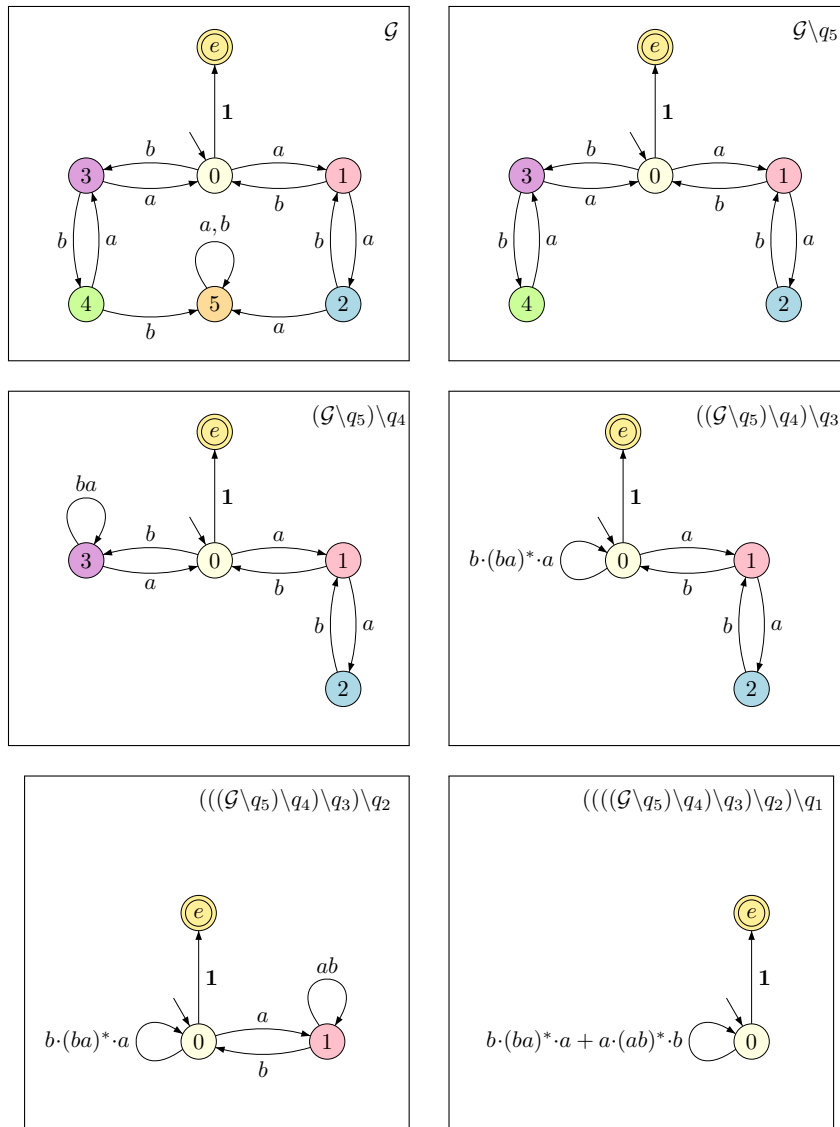 𝒢
e
1
b a
3 0 1
a b
a, b
b a b a
4 5 2
b a
𝒢\q₅
e
1
b a
3 0 1
a b
b a b a
4 2
(𝒢\q₅)\q₄
e
ba 1
b a
3 0 1
a b
b a
2
((𝒢\q₅)\q₄)\q₃
e
1
a
b·(ba)*·a 0 1
b
b a
2
(((𝒢\q₅)\q₄)\q₃)\q₂
e
1 ab
a
b·(ba)*·a 0 1
b
((((𝒢\q₅)\q₄)\q₃)\q₂)\q₁
e
1
b·(ba)*·a + a·(ab)*·b 0